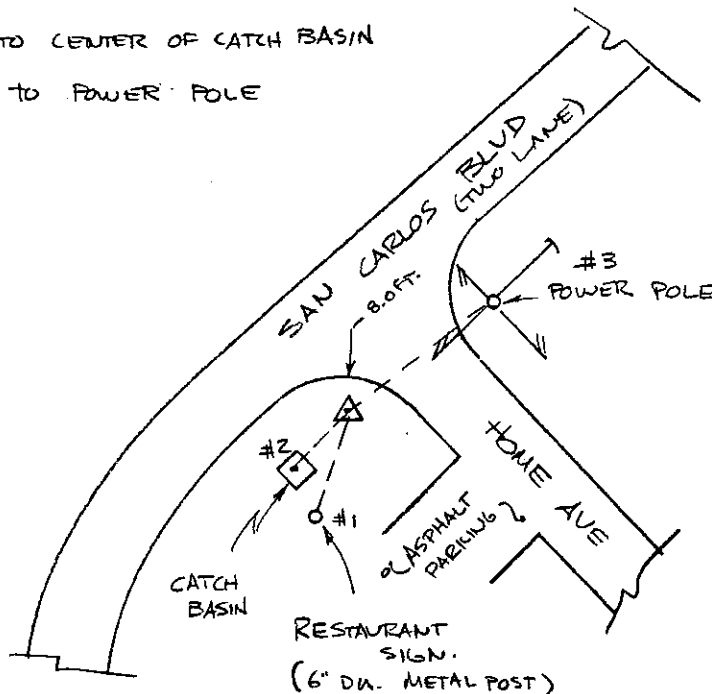 TO CENTER OF CATCH BASIN
TO POWER POLE
SAN CARLOS BLVD
(TWO LANE)
8.0 FT.
#3
POWER POLE
#2
#1
HOME AVE
ASPHALT
PARKING
CATCH
BASIN
RESTAURANT
SIGN.
(6" DIA. METAL POST)